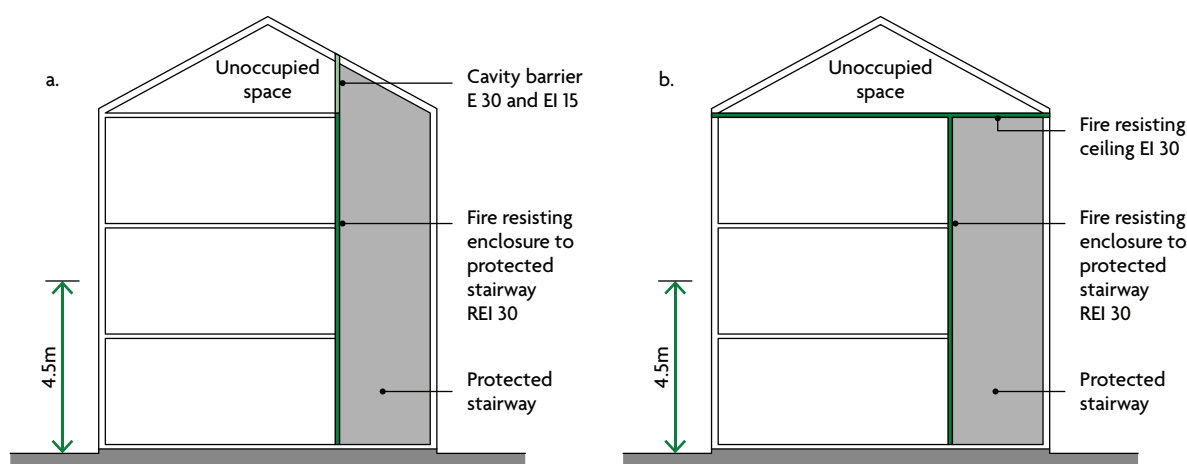 a.
Unoccupied
space
Cavity barrier
E 30 and EI 15
Fire resisting
enclosure to
protected
stairway
REI 30
Protected
stairway
4.5m
b.
Unoccupied
space
Fire resisting
ceiling EI 30
Fire resisting
enclosure to
protected
stairway
REI 30
Protected
stairway
4.5m